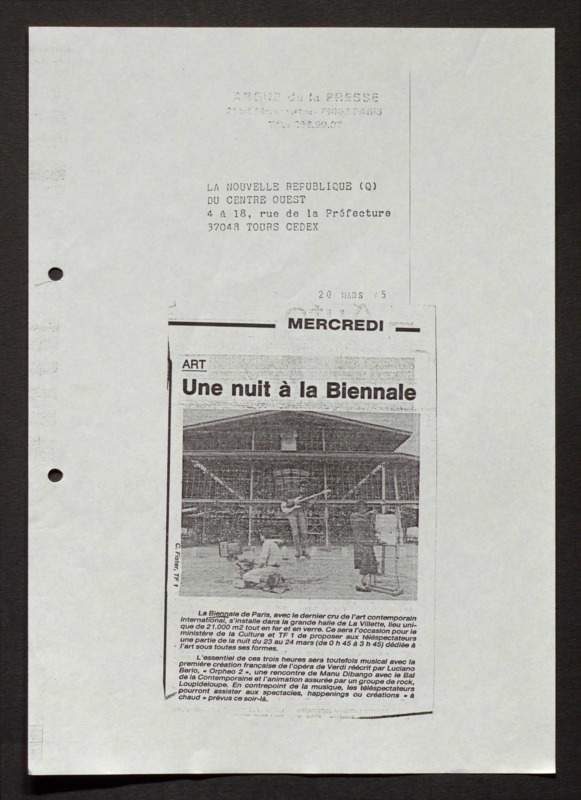 ARGUS de la PRESSE
LA NOUVELLE REPUBLIQUE (Q)
DU CENTRE OUEST
4 à 18, rue de la Préfecture
37048 TOURS CEDEX
20 MARS 5
MERCREDI
ART
Une nuit à la Biennale
C. Fister, TF 1
La Biennale de Paris, avec le dernier cru de l'art contemporain
international, s'installe dans la grande halle de La Villette, lieu uni-
que de 21.000 m2 tout en fer et en verre. Ce sera l'occasion pour le
ministère de la Culture et TF 1 de proposer aux téléspectateurs
une partie de la nuit du 23 au 24 mars (de 0 h 45 à 3 h 45) dédiée à
l'art sous toutes ses formes.
L'essentiel de ces trois heures sera toutefois musical avec la
première création française de l'opéra de Verdi réécrit par Luciano
Berio, « Orpheo 2 », une rencontre de Manu Dibango avec le Bal
de la Contemporaine et l'animation assurée par un groupe de rock,
Loupideloupe. En contrepoint de la musique, les téléspectateurs
pourront assister aux spectacles, happenings ou créations « à
chaud » prévus ce soir-là.